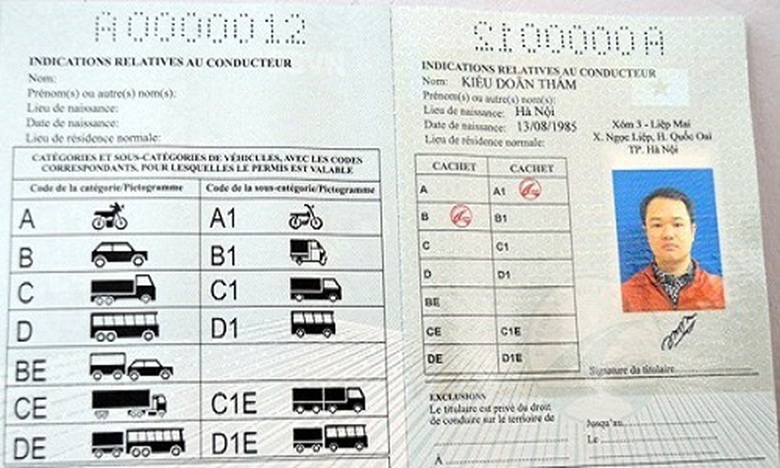 A0000012
INDICATIONS RELATIVES AU CONDUCTEUR
Nom:
Prénom(s) ou autre(s) nom(s):
Lieu de naissance:
Date de naissance:
Lieu de résidence normale:
CATÉGORIES ET SOUS-CATÉGORIES DE VÉHICULES, AVEC LES CODES
CORRESPONDANTS, POUR LESQUELLES LE PERMIS EST VALABLE
Code de la catégorie/Pictogramme Code de la sous-catégorie/Pictogramme
A A1
B B1
C C1
D D1
BE
CE C1E
DE D1E
A0000012
INDICATIONS RELATIVES AU CONDUCTEUR
Nom: KIỀU DOÃN THẮM
Prénom(s) ou autre(s) nom(s):
Lieu de naissance: Hà Nội
Date de naissance: 13/08/1985
Lieu de résidence normale:
Xóm 3 - Liệp Mai
X. Ngọc Liệp, H. Quốc Oai
TP. Hà Nội
CACHET CACHET
A A1
B B1
C C1
D D1
BE
CE C1E
DE D1E
Signature du titulaire
EXCLUSIONS
Le titulaire est privé du droit
de conduire sur le territoire de
Jusqu'au
Le
À